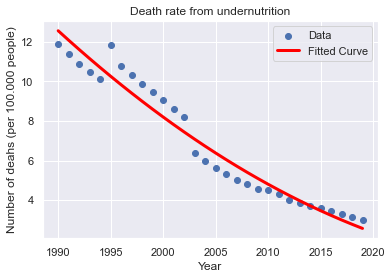 Death rate from undernutrition
Number of deahs (per 100.000 people)
12
10
8
6
4
Data
Fitted Curve
1990
1995
2000
2005
2010
2015
2020
Year